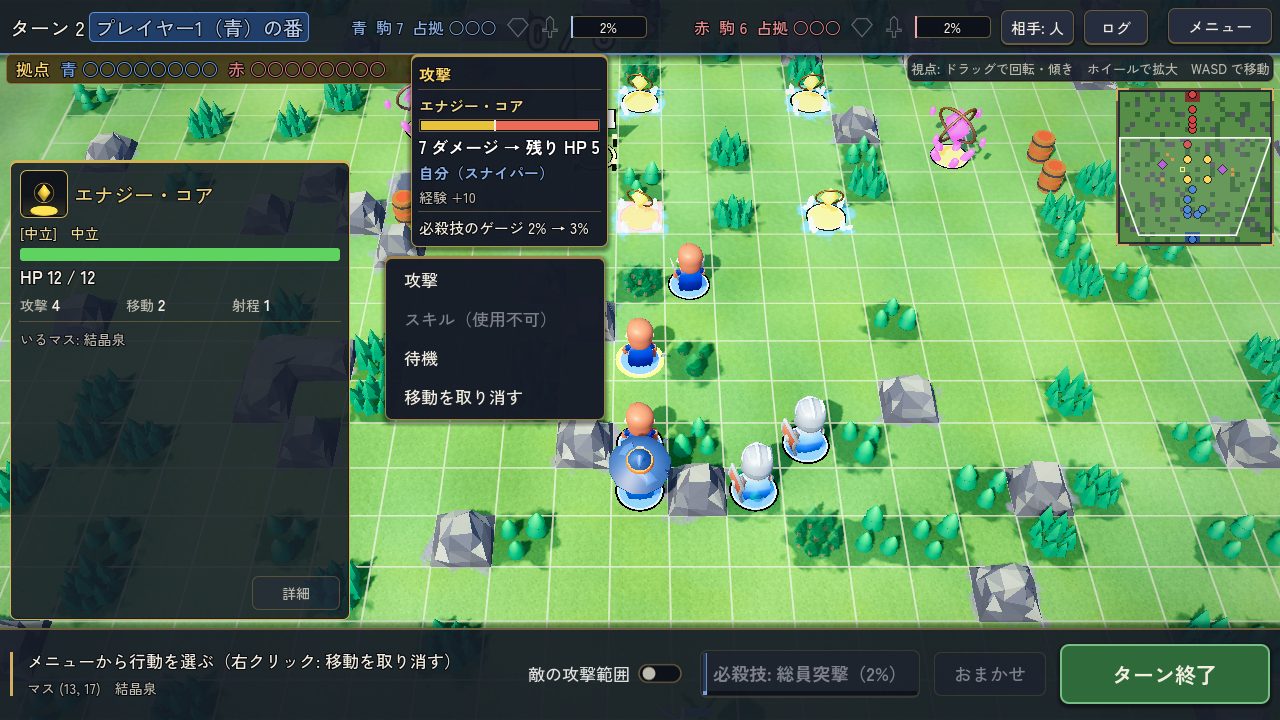 ターン 2 プレイヤー1（青）の番
青 駒 7 占拠 ○○○ 2%
赤 駒 6 占拠 ○○○ 2%
相手: 人
ログ
メニュー
拠点 青 ○○○○○○○○ 赤 ○○○○○○○○
視点: ドラッグで回転・傾き ホイールで拡大 WASD で移動
攻撃
エナジー・コア
7 ダメージ → 残り HP 5
自分（スナイパー）
経験 +10
必殺技のゲージ 2% → 3%
エナジー・コア
[中立] 中立
HP 12 / 12
攻撃 4 移動 2 射程 1
いるマス: 結晶泉
詳細
攻撃
スキル（使用不可）
待機
移動を取り消す
メニューから行動を選ぶ（右クリック: 移動を取り消す）
マス (13, 17) 結晶泉
敵の攻撃範囲
必殺技: 総員突撃（2%）
おまかせ
ターン終了